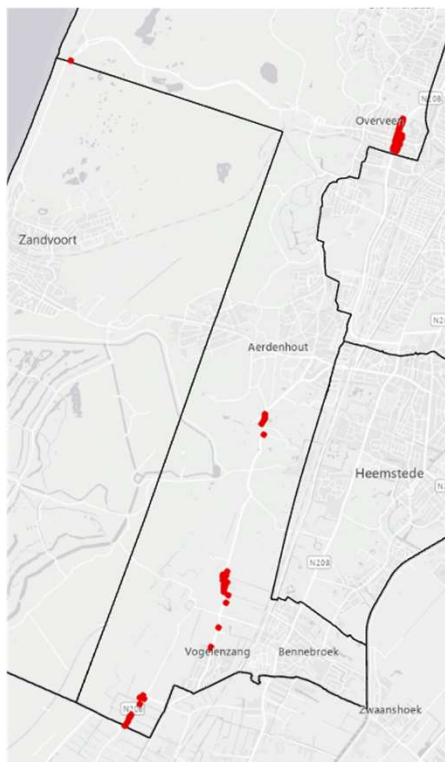 N208
Overveen
Zandvoort
Aerdenhout
Heemstede
N208
Vogelenzang
Bennebroek
Zwaanshoek